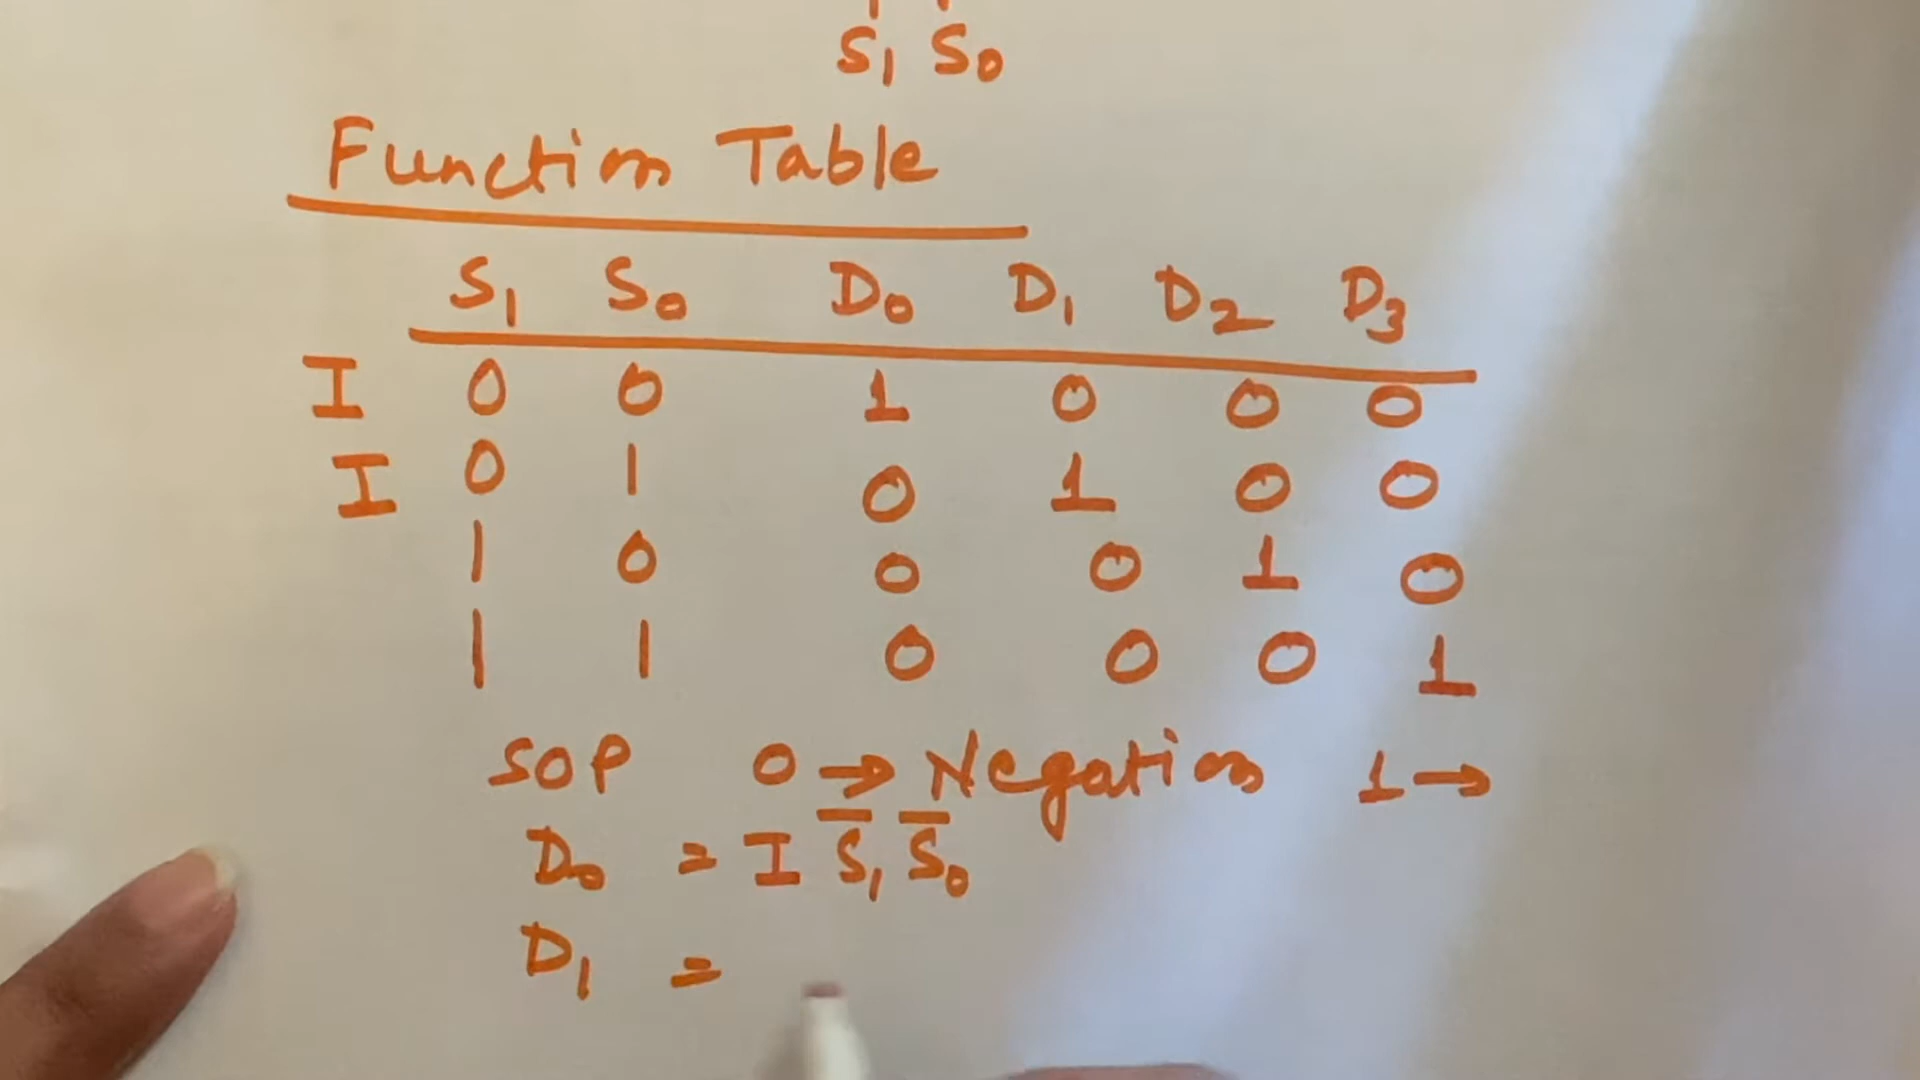 S₁ S₀
Function Table
S₁ S₀ D₀ D₁ D₂ D₃
I 0 0 1 0 0 0
I 0 1 0 1 0 0
1 0 0 0 1 0
1 1 0 0 0 1
SOP 0 → Negation 1 →
D₀ = I S̅₁ S̅₀
D₁ =